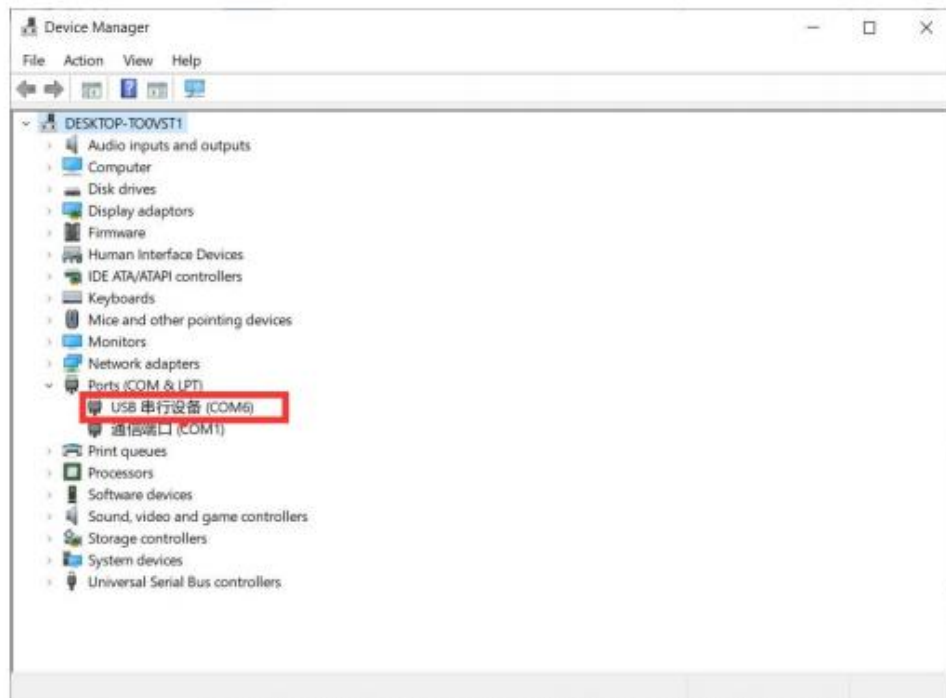 Device Manager
File Action View Help
DESKTOP-TO0VST1
Audio inputs and outputs
Computer
Disk drives
Display adaptors
Firmware
Human Interface Devices
IDE ATA/ATAPI controllers
Keyboards
Mice and other pointing devices
Monitors
Network adapters
Ports (COM & LPT)
USB 串行设备 (COM6)
通信端口 (COM1)
Print queues
Processors
Software devices
Sound, video and game controllers
Storage controllers
System devices
Universal Serial Bus controllers